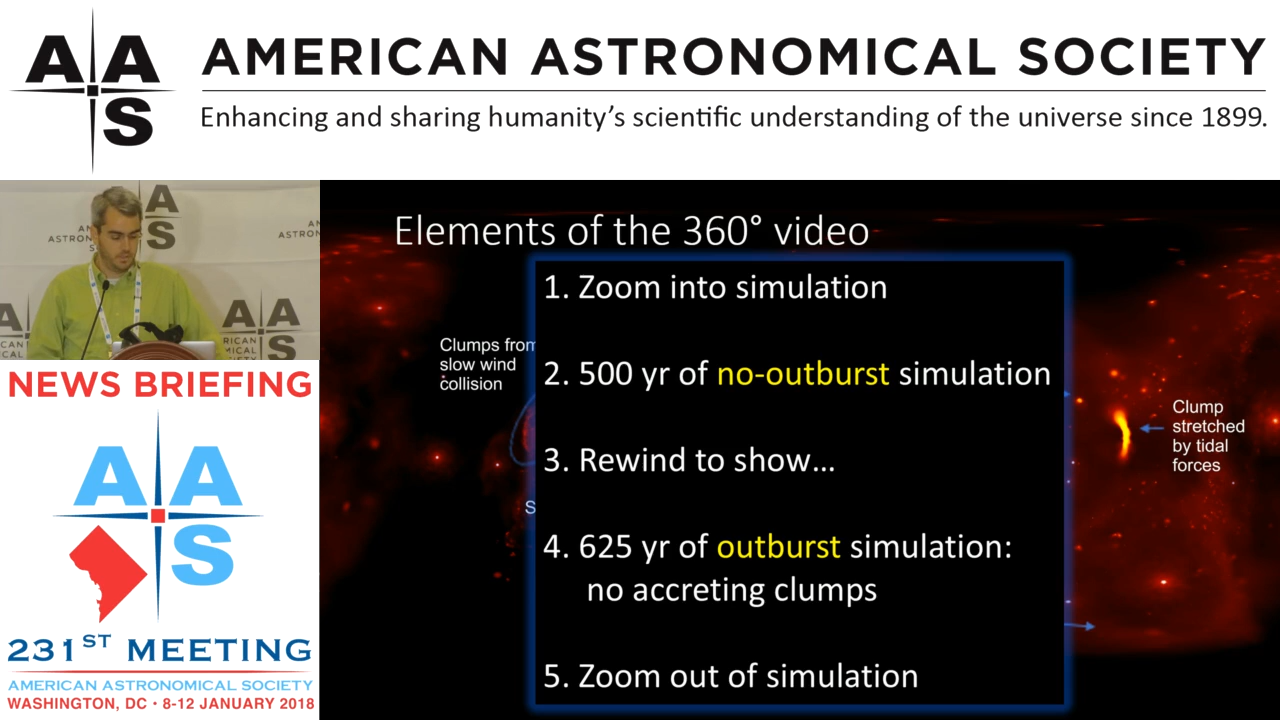 AAS
AMERICAN ASTRONOMICAL SOCIETY
Enhancing and sharing humanity's scientific understanding of the universe since 1899.
NEWS BRIEFING
AAS
231ST MEETING
AMERICAN ASTRONOMICAL SOCIETY
WASHINGTON, DC • 8-12 JANUARY 2018
Elements of the 360° video
1. Zoom into simulation
2. 500 yr of no-outburst simulation
3. Rewind to show...
4. 625 yr of outburst simulation:
no accreting clumps
5. Zoom out of simulation
Clumps from
slow wind
collision
S
Clump
stretched
by tidal
forces